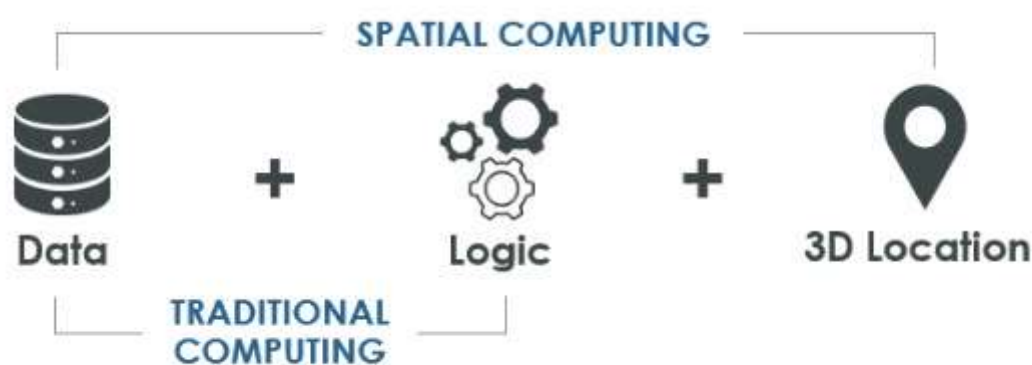 SPATIAL COMPUTING
Data
+
Logic
+
3D Location
TRADITIONAL
COMPUTING